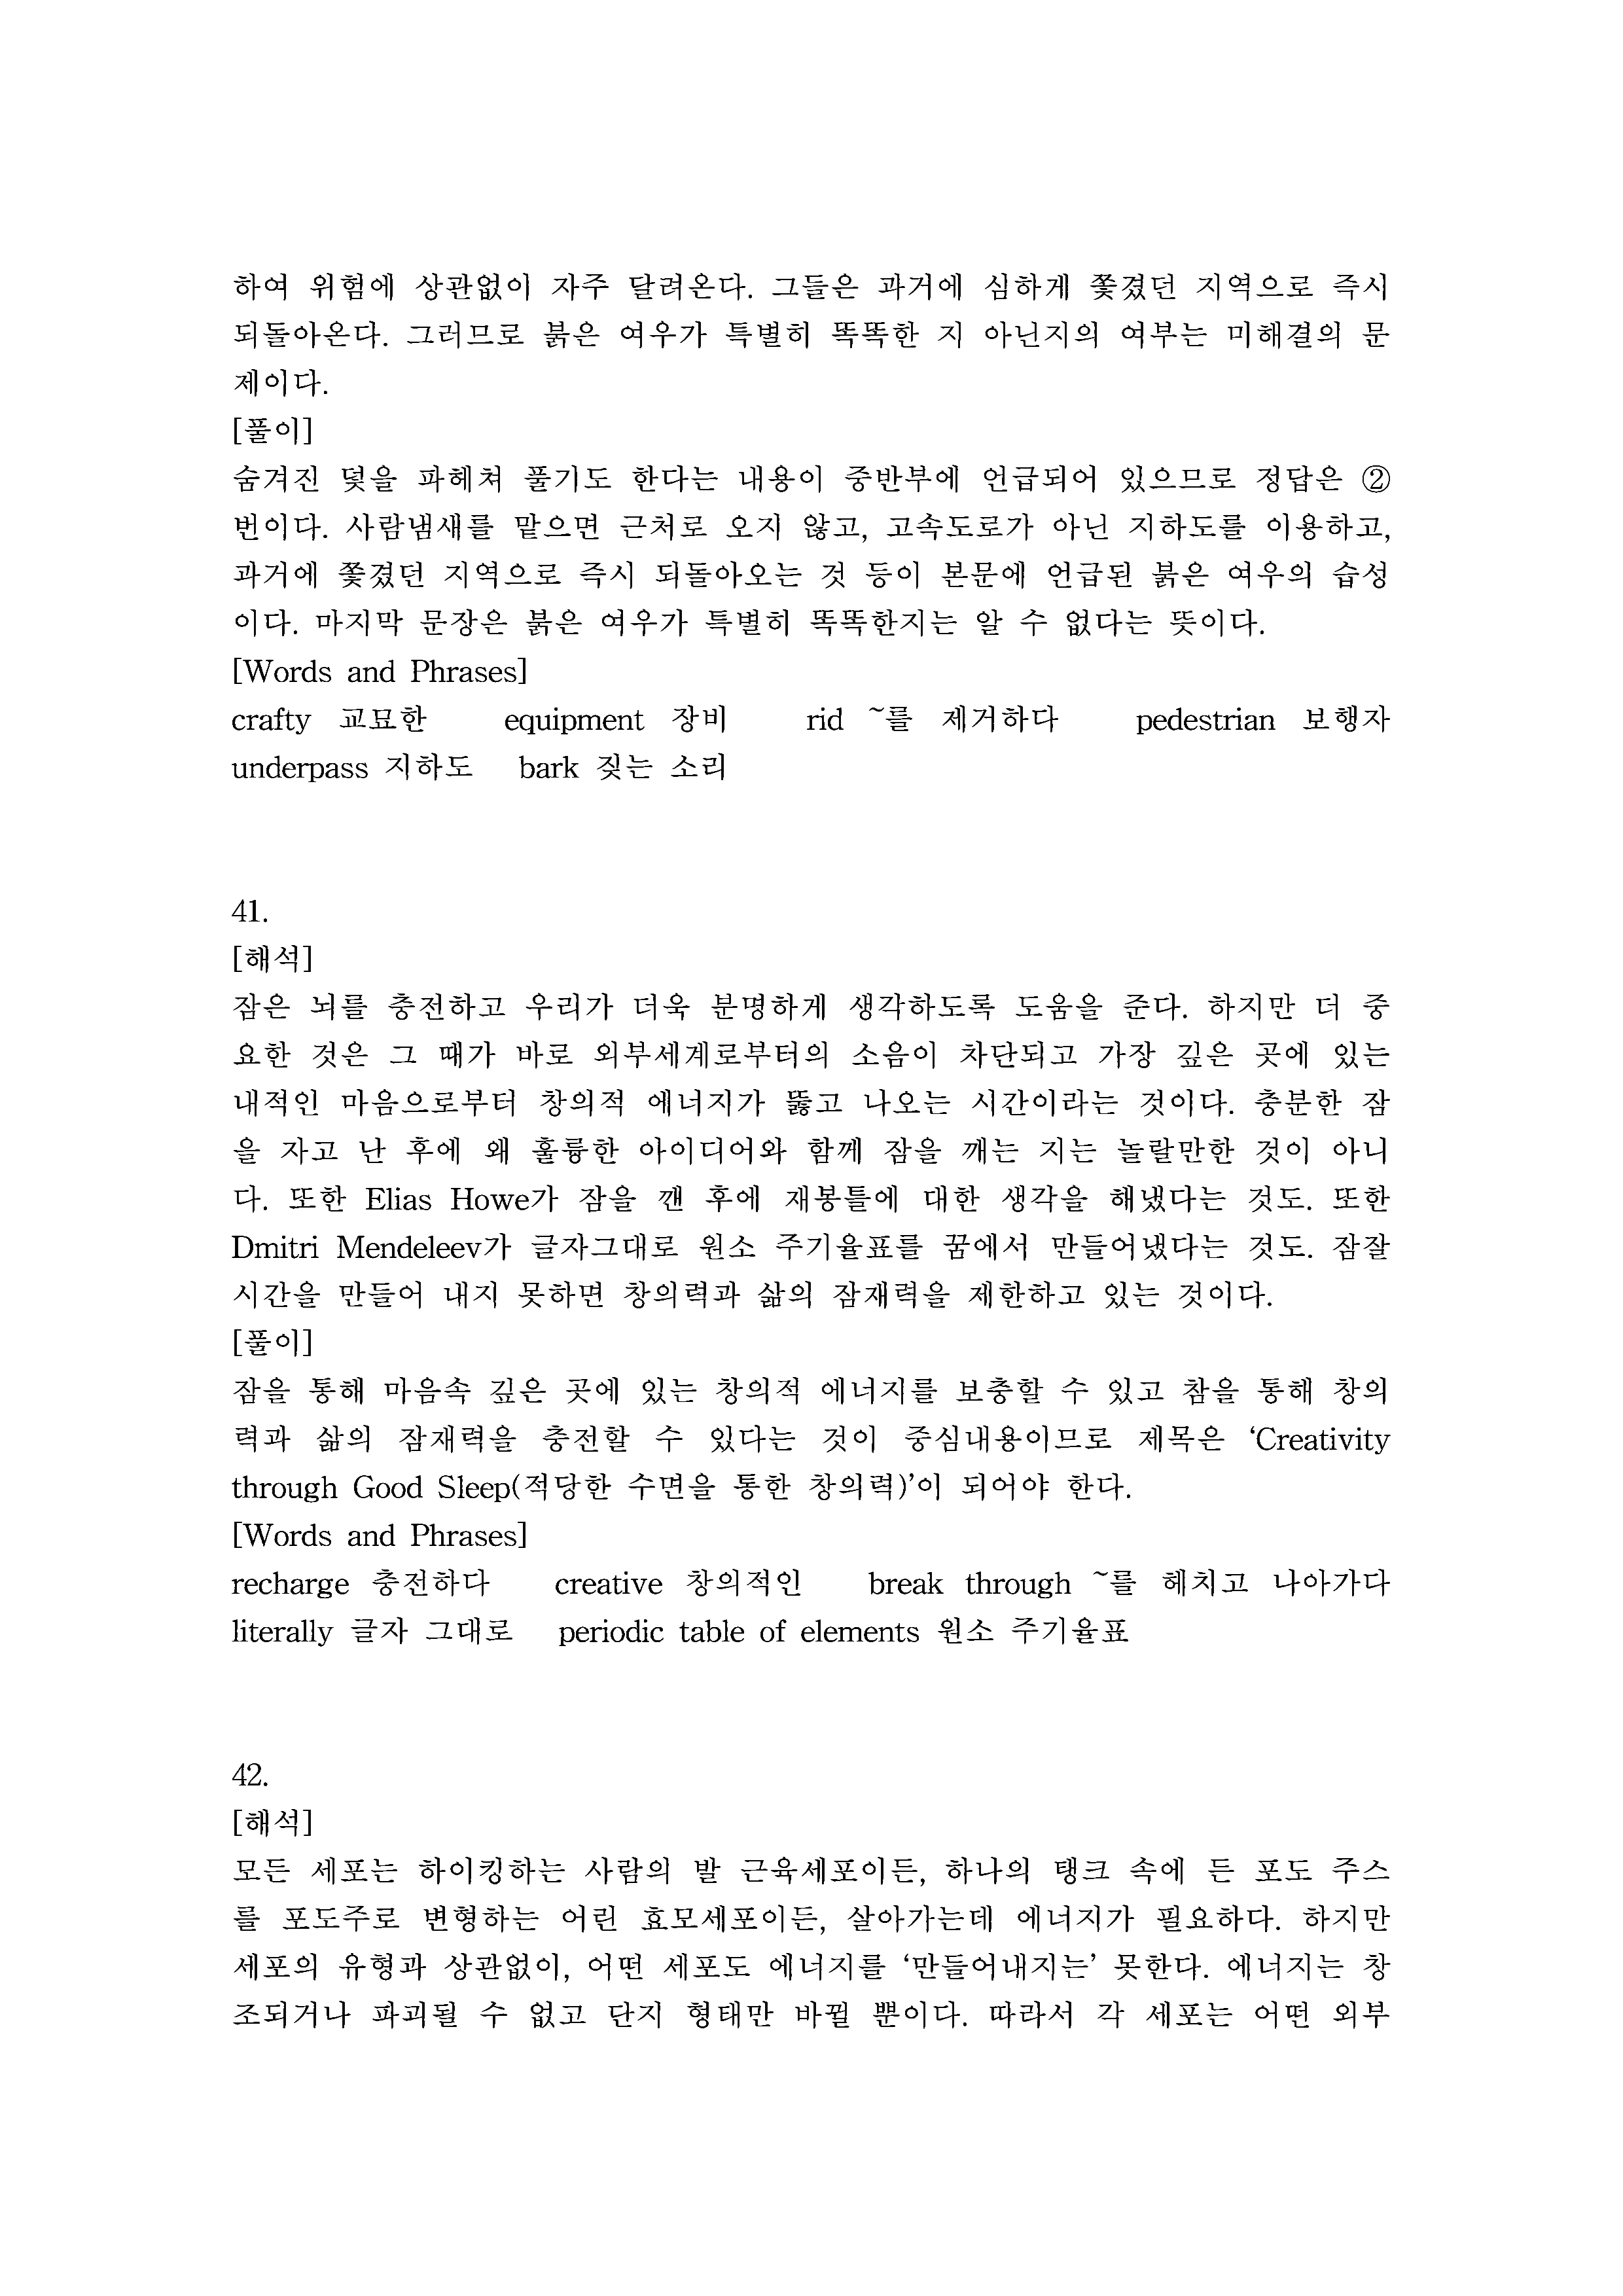 하여 위험에 상관없이 자주 달려온다. 그들은 과거에 심하게 쫓겼던 지역으로 즉시
되돌아온다. 그러므로 붉은 여우가 특별히 똑똑한 지 아닌지의 여부는 미해결의 문
제이다.
[풀이]
숨겨진 덫을 파헤쳐 풀기도 한다는 내용이 중반부에 언급되어 있으므로 정답은 ②
번이다. 사람냄새를 맡으면 근처로 오지 않고, 고속도로가 아닌 지하도를 이용하고,
과거에 쫓겼던 지역으로 즉시 되돌아오는 것 등이 본문에 언급된 붉은 여우의 습성
이다. 마지막 문장은 붉은 여우가 특별히 똑똑한지는 알 수 없다는 뜻이다.
[Words and Phrases]
crafty 교묘한 equipment 장비 rid ~를 제거하다 pedestrian 보행자
underpass 지하도 bark 짖는 소리
41.
[해석]
잠은 뇌를 충전하고 우리가 더욱 분명하게 생각하도록 도움을 준다. 하지만 더 중
요한 것은 그 때가 바로 외부세계로부터의 소음이 차단되고 가장 깊은 곳에 있는
내적인 마음으로부터 창의적 에너지가 뚫고 나오는 시간이라는 것이다. 충분한 잠
을 자고 난 후에 왜 훌륭한 아이디어와 함께 잠을 깨는 지는 놀랄만한 것이 아니
다. 또한 Elias Howe가 잠을 깬 후에 재봉틀에 대한 생각을 해냈다는 것도. 또한
Dmitri Mendeleev가 글자그대로 원소 주기율표를 꿈에서 만들어냈다는 것도. 잠잘
시간을 만들어 내지 못하면 창의력과 삶의 잠재력을 제한하고 있는 것이다.
[풀이]
잠을 통해 마음속 깊은 곳에 있는 창의적 에너지를 보충할 수 있고 참을 통해 창의
력과 삶의 잠재력을 충전할 수 있다는 것이 중심내용이므로 제목은 ‘Creativity
through Good Sleep(적당한 수면을 통한 창의력)’이 되어야 한다.
[Words and Phrases]
recharge 충전하다 creative 창의적인 break through ~를 헤치고 나아가다
literally 글자 그대로 periodic table of elements 원소 주기율표
42.
[해석]
모든 세포는 하이킹하는 사람의 발 근육세포이든, 하나의 탱크 속에 든 포도 주스
를 포도주로 변형하는 어린 효모세포이든, 살아가는데 에너지가 필요하다. 하지만
세포의 유형과 상관없이, 어떤 세포도 에너지를 ‘만들어내지는’ 못한다. 에너지는 창
조되거나 파괴될 수 없고 단지 형태만 바뀔 뿐이다. 따라서 각 세포는 어떤 외부